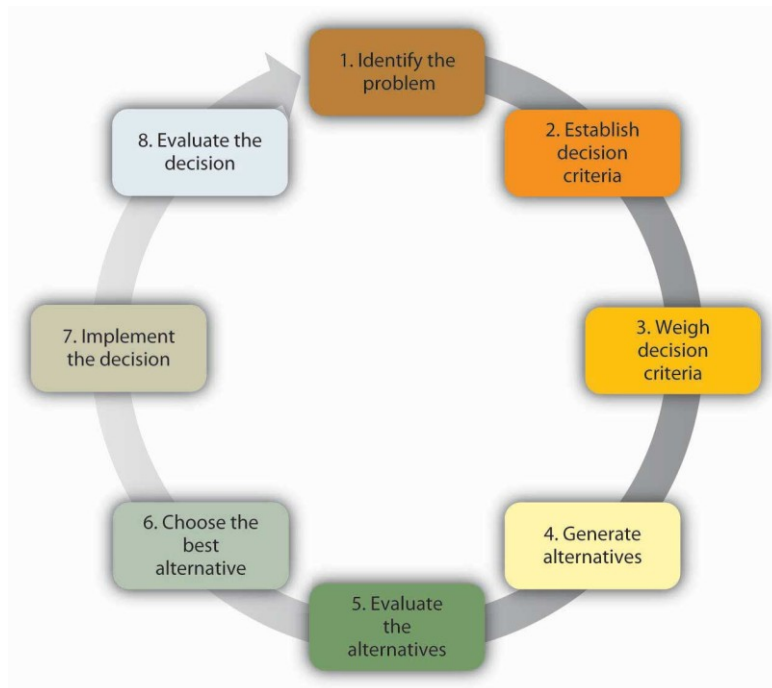 1. Identify the
problem
2. Establish
decision
criteria
3. Weigh
decision
criteria
4. Generate
alternatives
5. Evaluate
the
alternatives
6. Choose the
best
alternative
7. Implement
the decision
8. Evaluate the
decision